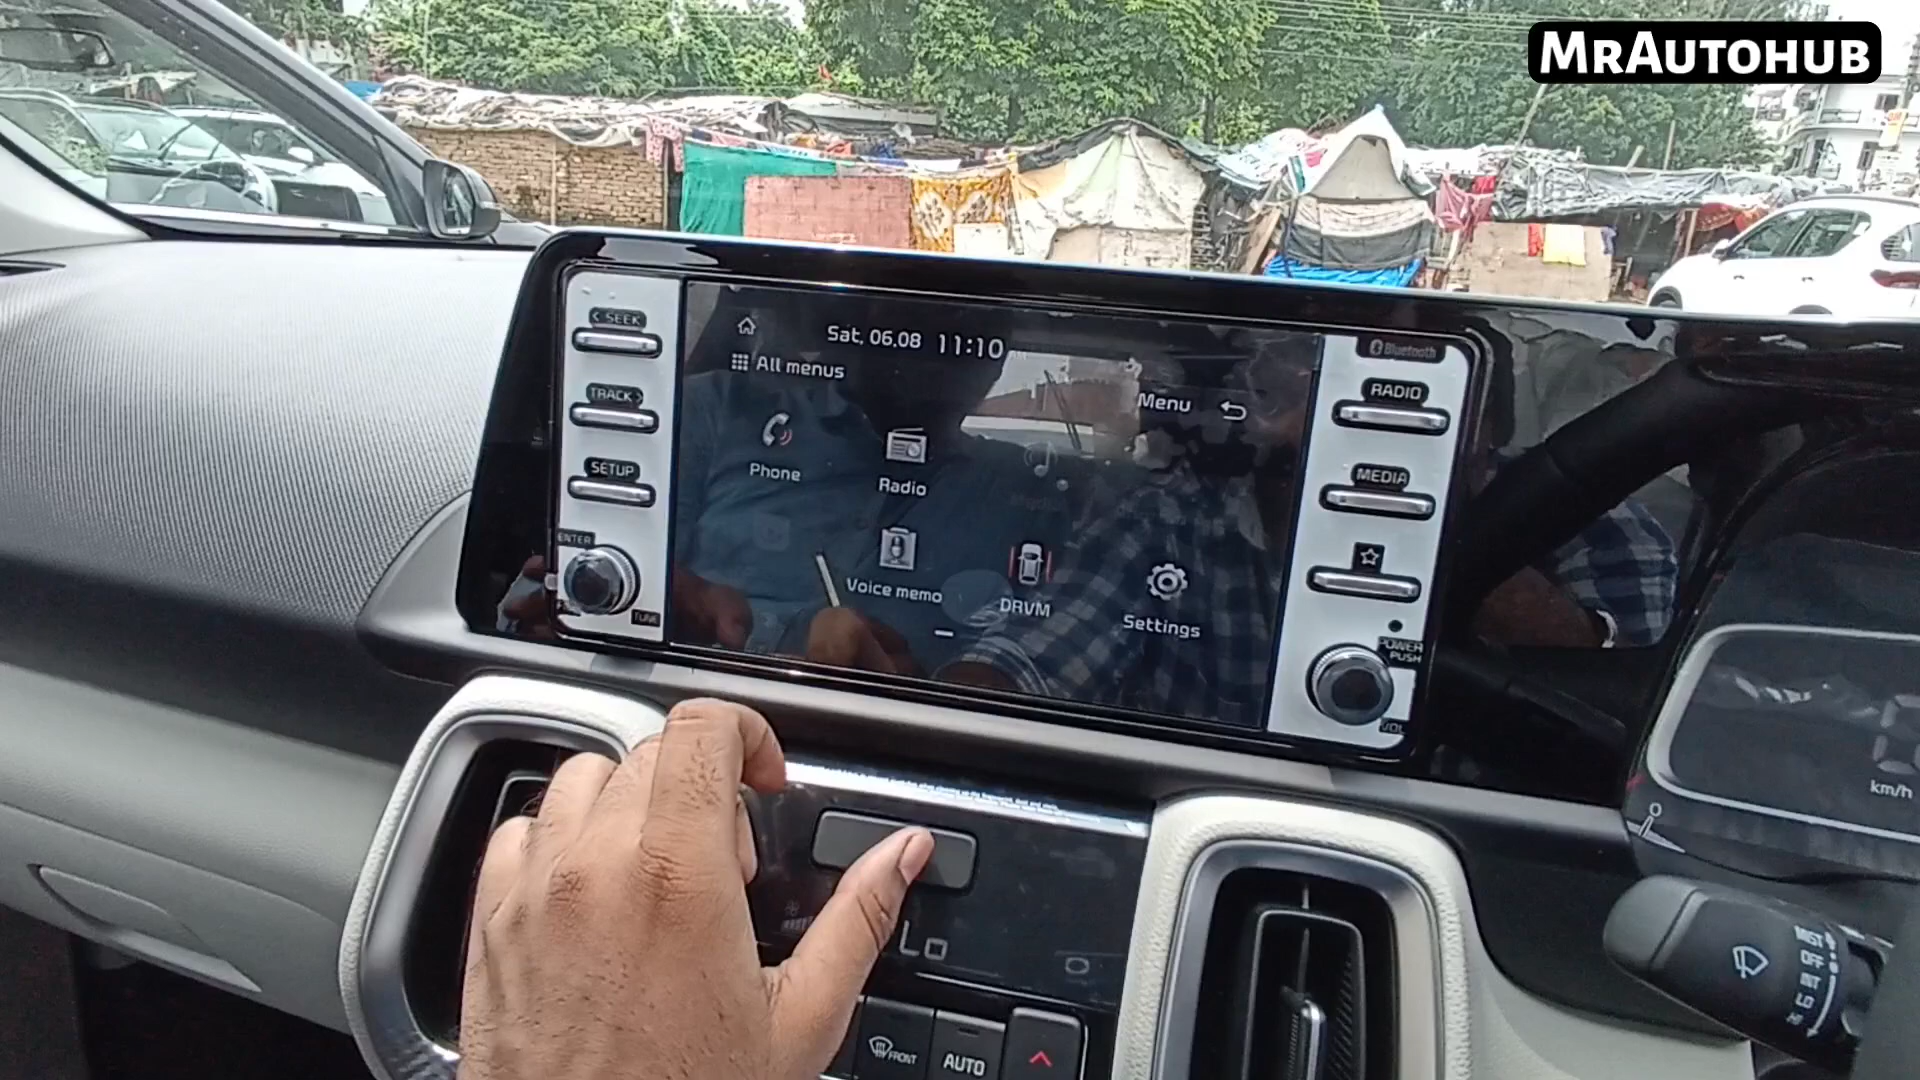 MRAUTOHUB
< SEEK
TRACK >
SETUP
ENTER
TUNE
Sat, 06.08 11:10
All menus
Menu
Phone
Radio
Voice memo
DRVM
Settings
Bluetooth
RADIO
MEDIA
POWER
PUSH
VOL
km/h
LO
FRONT
AUTO
MIST
OFF
INT
LO
HI